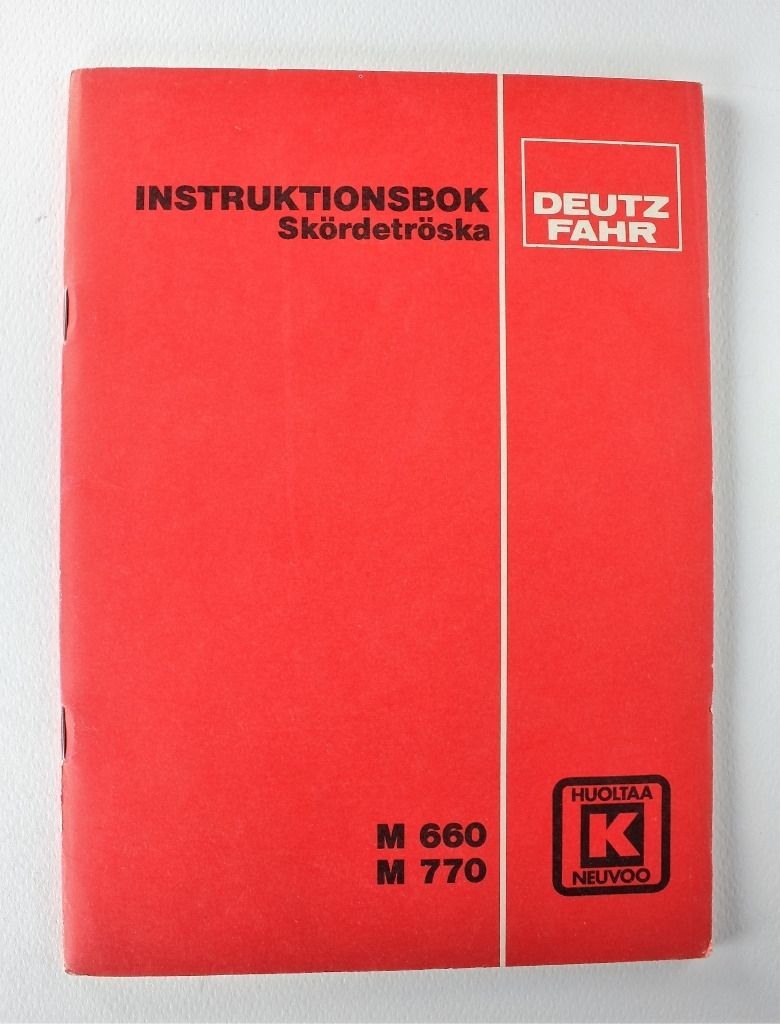 INSTRUKTIONSBOK
Skördetröska
DEUTZ
FAHR
M 660
M 770
HUOLTAA
K
NEUVOO